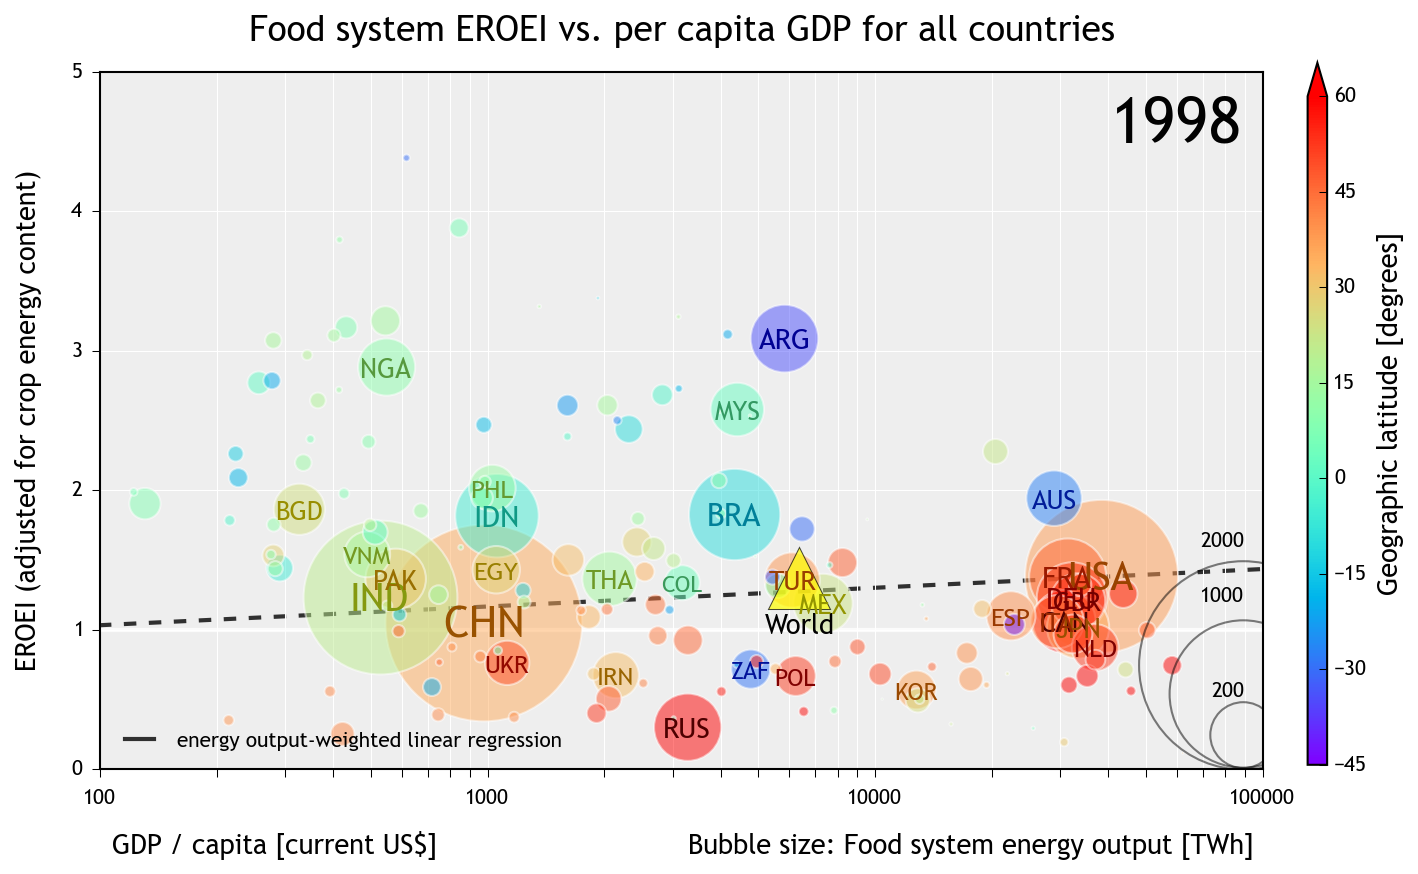 Food system EROEI vs. per capita GDP for all countries
1998
EROEI (adjusted for crop energy content)
5
4
3
2
1
0
100
1000
10000
100000
GDP / capita [current US$]
Bubble size: Food system energy output [TWh]
energy output-weighted linear regression
NGA
ARG
MYS
PHL
BGD
IDN
BRA
AUS
VNM
PAK
EGY
THA
COL
TUR
FRA
USA
IND
MEX
World
CHN
DEU
GBR
ESP
ITA
CAN
JPN
NLD
UKR
IRN
ZAF
POL
KOR
RUS
2000
1000
200
60
45
30
15
0
−15
−30
−45
Geographic latitude [degrees]